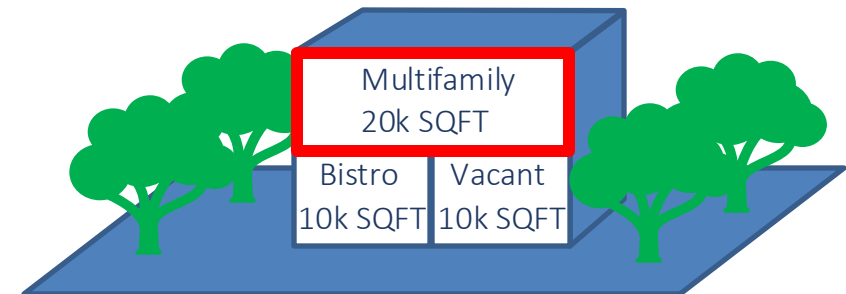 Multifamily
20k SQFT
Bistro
10k SQFT
Vacant
10k SQFT